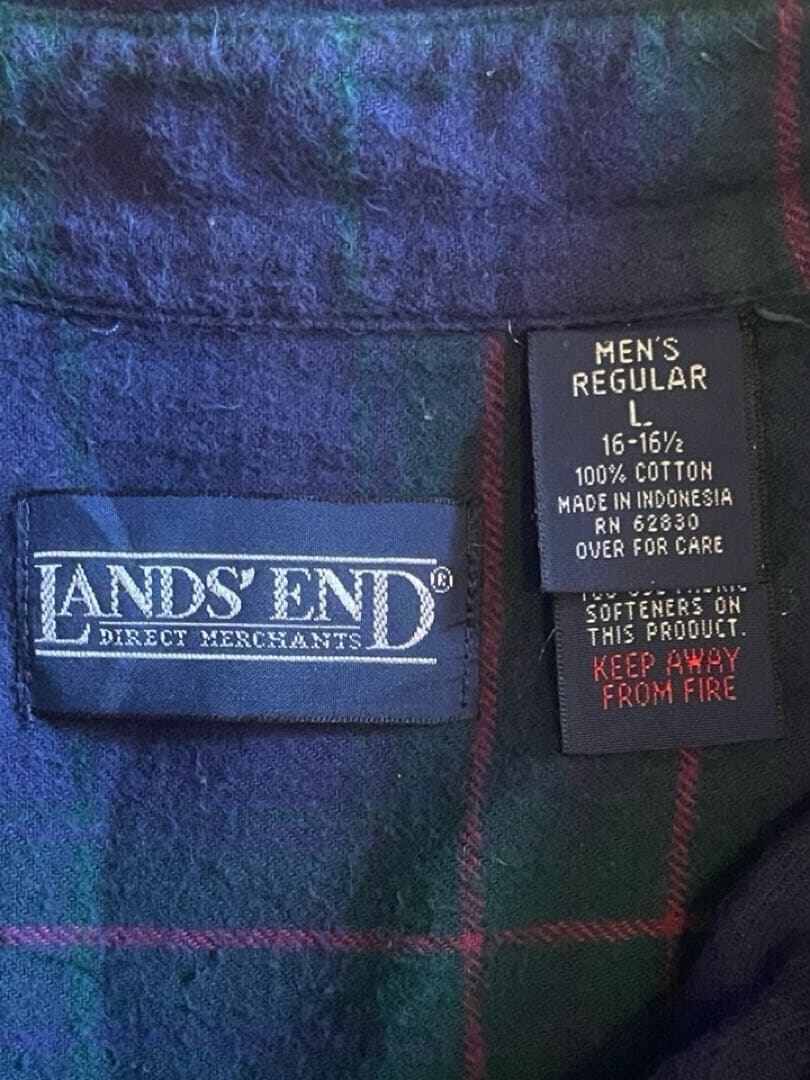 LANDS' END®
DIRECT MERCHANTS
MEN'S
REGULAR
L
16-16½
100% COTTON
MADE IN INDONESIA
RN 62830
OVER FOR CARE
SOFTENERS ON
THIS PRODUCT.
KEEP AWAY
FROM FIRE